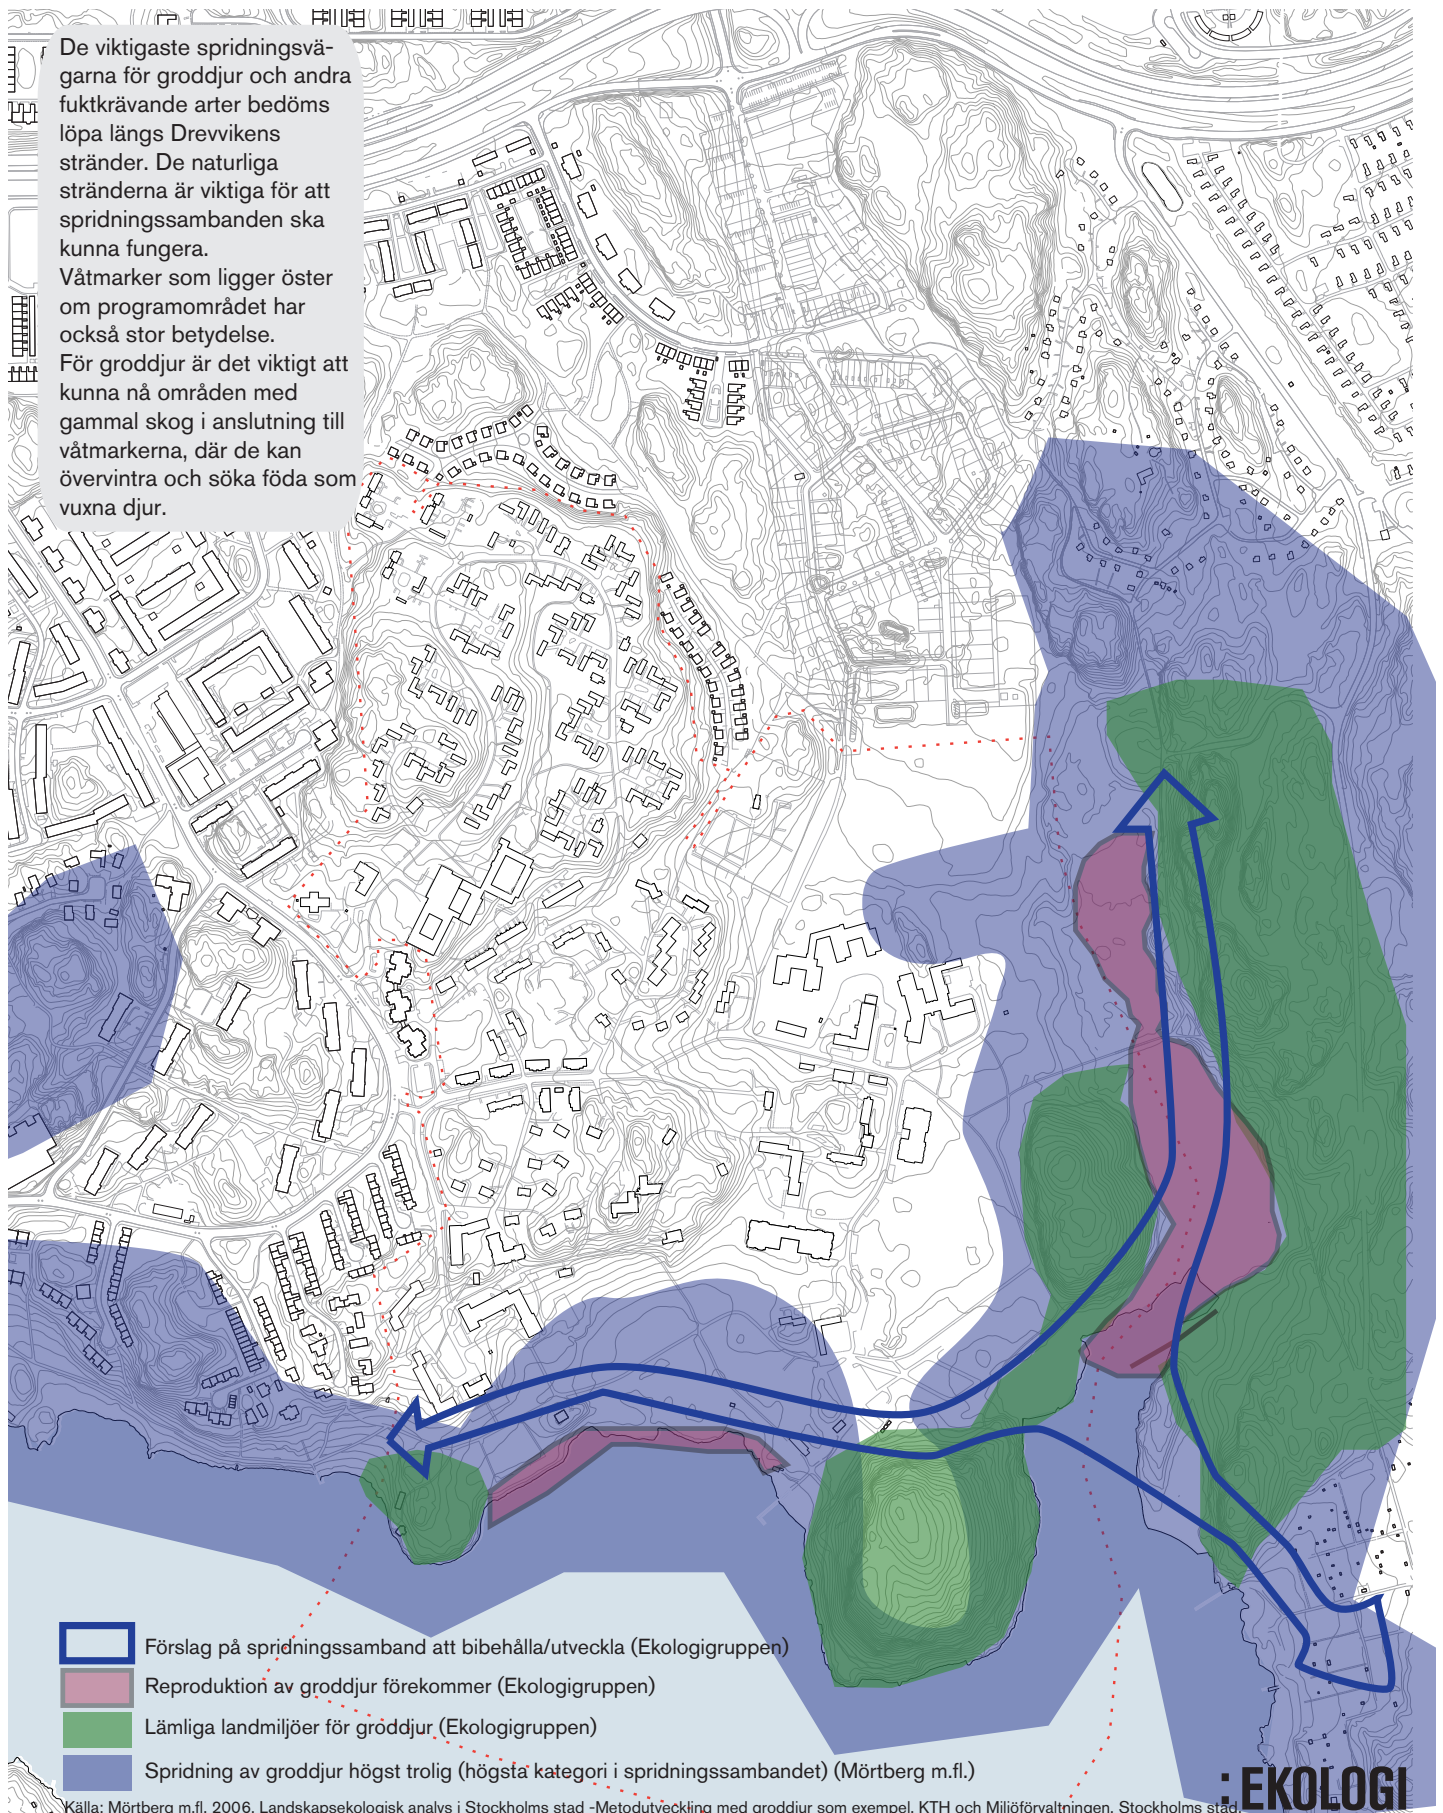 De viktigaste spridningsvä-
garna för groddjur och andra
fuktkrävande arter bedöms
löpa längs Drevvikens
stränder. De naturliga
stränderna är viktiga för att
spridningssambanden ska
kunna fungera.
Våtmarker som ligger öster
om programområdet har
också stor betydelse.
För groddjur är det viktigt att
kunna nå områden med
gammal skog i anslutning till
våtmarkerna, där de kan
övervintra och söka föda som
vuxna djur.
Förslag på spridningssamband att bibehålla/utveckla (Ekologigruppen)
Reproduktion av groddjur förekommer (Ekologigruppen)
Lämliga landmiljöer för groddjur (Ekologigruppen)
Spridning av groddjur högst trolig (högsta kategori i spridningssambandet) (Mörtberg m.fl.)
:EKOLOGI
Källa: Mörtberg m.fl. 2006. Landskapsekologisk analys i Stockholms stad -Metodutveckling med groddjur som exempel. KTH och Miljöförvaltningen, Stockholms stad.